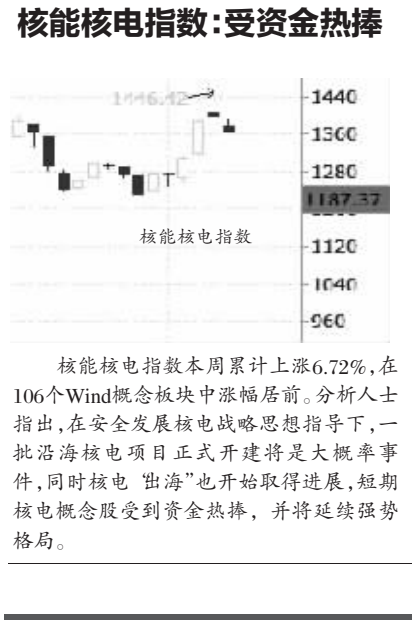 核能核电指数:受资金热捧
1446.42
1440
1360
1280
1187.37
核能核电指数
1120
1040
960
核能核电指数本周累计上涨6.72%,在
106个Wind概念板块中涨幅居前。分析人士
指出,在安全发展核电战略思想指导下,一
批沿海核电项目正式开建将是大概率事
件,同时核电“出海”也开始取得进展,短期
核电概念股受到资金热捧，并将延续强势
格局。